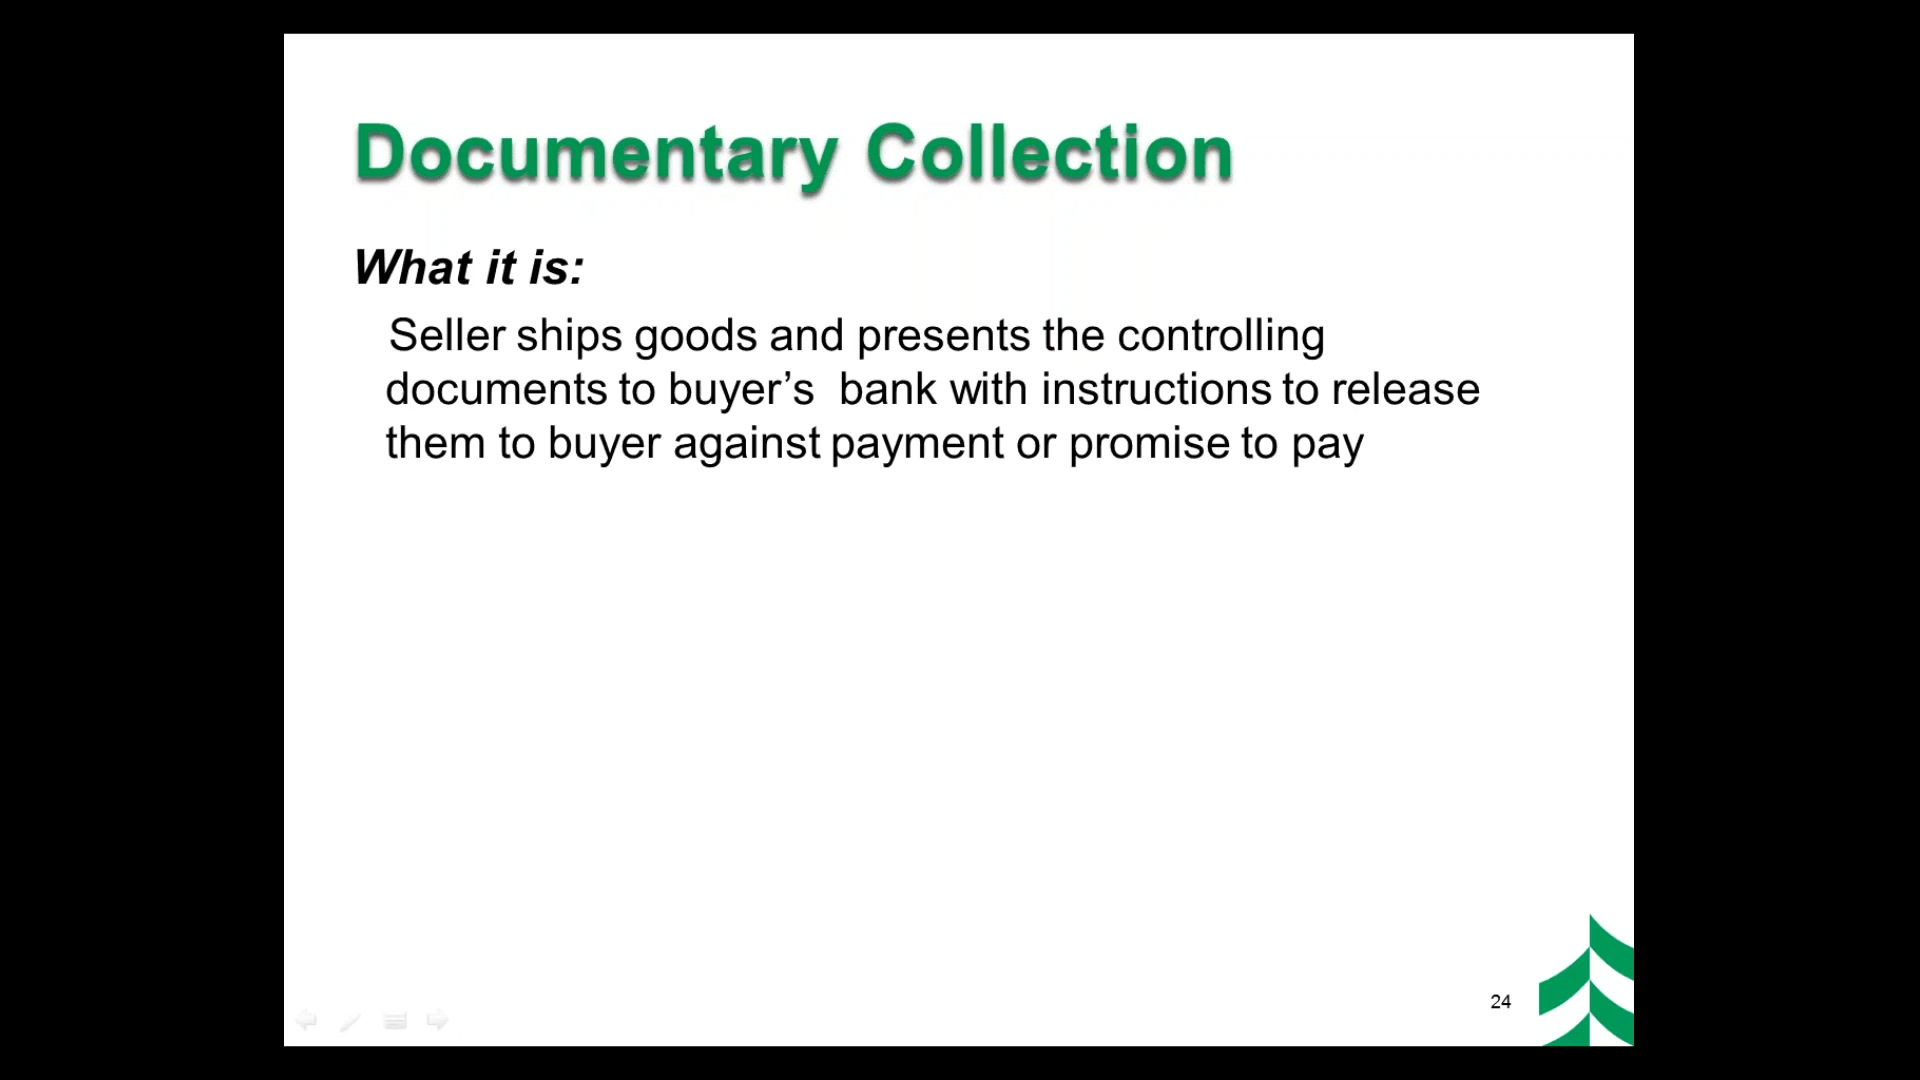 Documentary Collection
What it is:
Seller ships goods and presents the controlling
documents to buyer’s  bank with instructions to release
them to buyer against payment or promise to pay
24